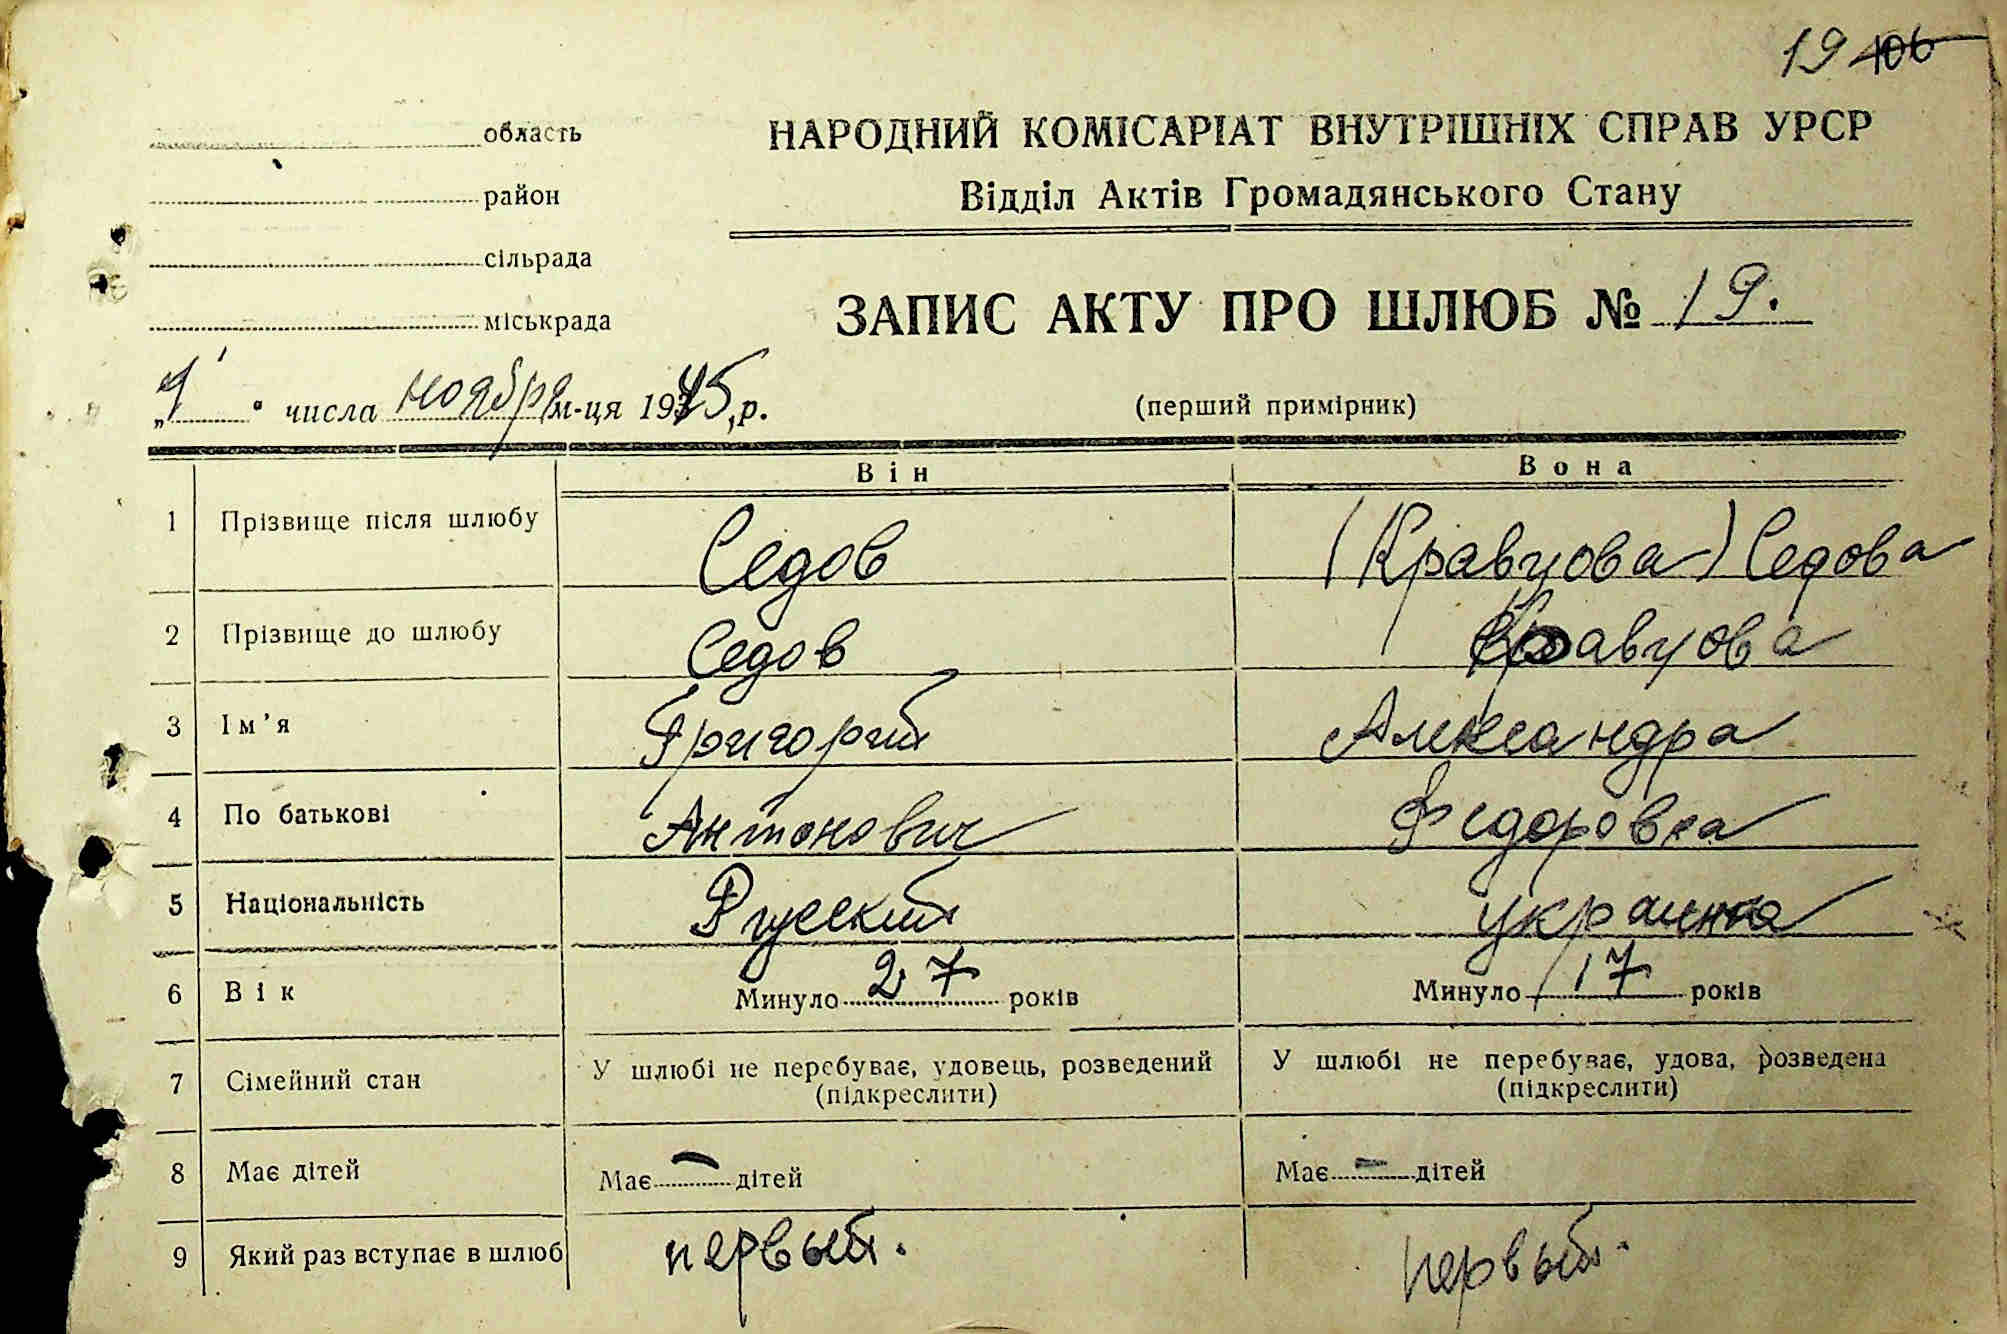 19 106
область
район
сільрада
міськрада
НАРОДНИЙ КОМІСАРІАТ ВНУТРІШНІХ СПРАВ УРСР
Відділ Актів Громадянського Стану
ЗАПИС АКТУ ПРО ШЛЮБ № 19.
числа ноября м-ця 1945, р.
(перший примірник)
Він Вона
1 Прізвище після шлюбу Седов (Кравцова) Седова
2 Прізвище до шлюбу Седов Кравцова
3 Ім'я Григорий Александра
4 По батькові Антонович Федоровна
5 Національність Русский украинка
6 Вік Минуло 27 років Минуло 17 років
7 Сімейний стан У шлюбі не перебуває, удовець, розведений (підкреслити) У шлюбі не перебуває, удова, розведена (підкреслити)
8 Має дітей Має — дітей Має — дітей
9 Який раз вступає в шлюб первый. первый.